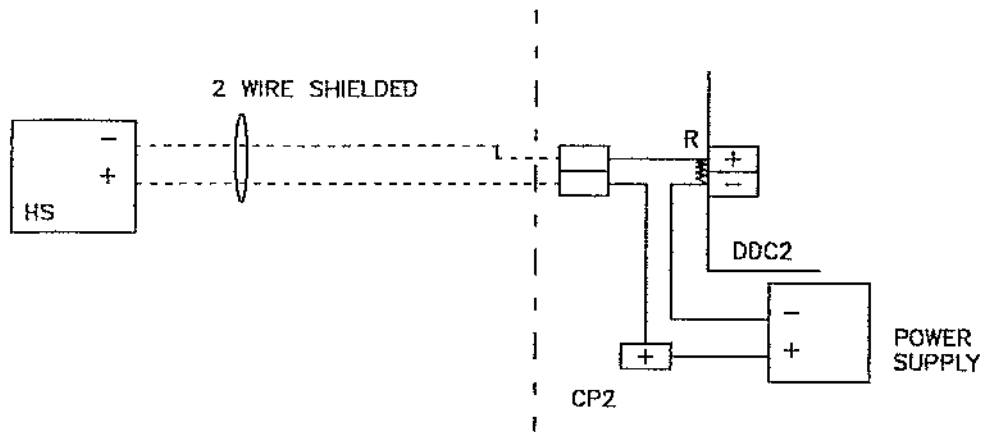 2 WIRE SHIELDED
−
+
HS
R
+
−
DDC2
−
+
POWER
SUPPLY
+
CP2